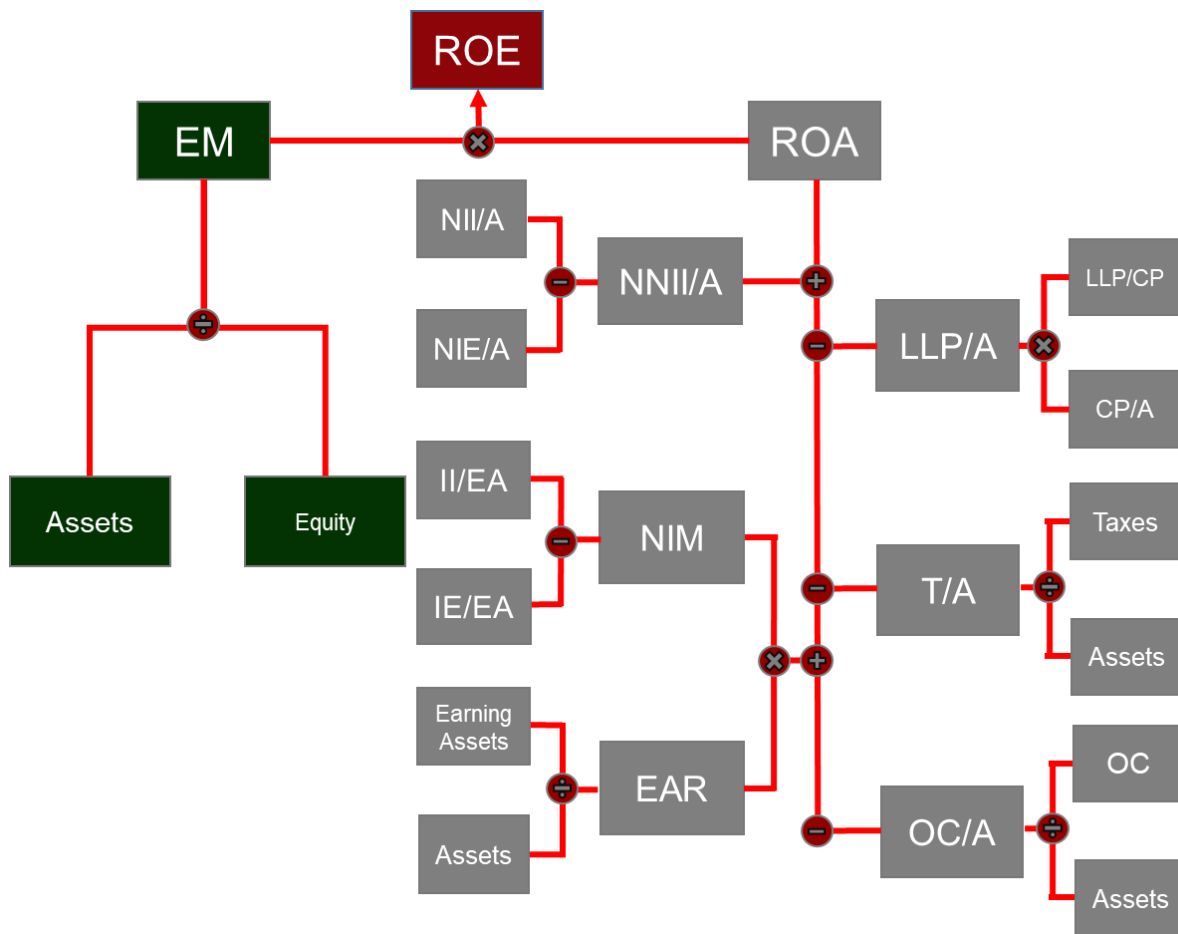 ROE
EM
ROA
NII/A
NNII/A
NIE/A
LLP/CP
LLP/A
CP/A
II/EA
NIM
IE/EA
Assets
Equity
Taxes
T/A
Assets
Earning
Assets
EAR
Assets
OC
OC/A
Assets